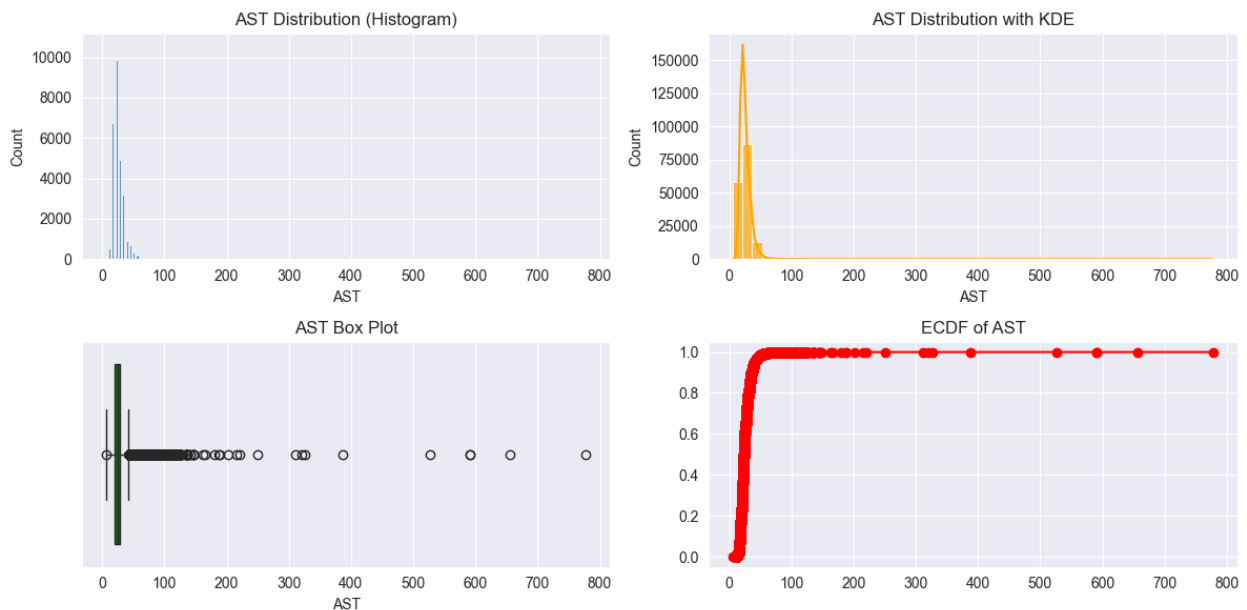 AST Distribution (Histogram)
10000
8000
6000
4000
2000
0
Count
0 100 200 300 400 500 600 700 800
AST
AST Distribution with KDE
150000
125000
100000
75000
50000
25000
0
Count
0 100 200 300 400 500 600 700 800
AST
AST Box Plot
0 100 200 300 400 500 600 700 800
AST
ECDF of AST
1.0
0.8
0.6
0.4
0.2
0.0
0 100 200 300 400 500 600 700 800